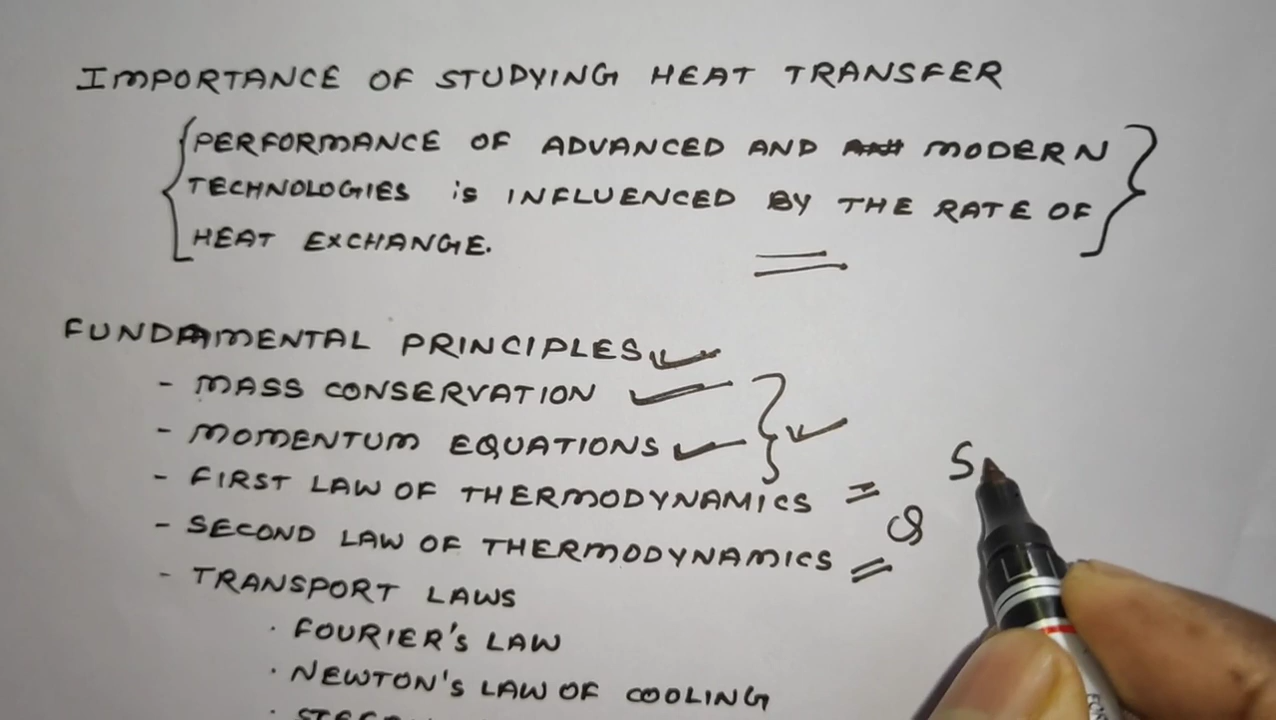 IMPORTANCE OF STUDYING HEAT TRANSFER
PERFORMANCE OF ADVANCED AND MODERN
TECHNOLOGIES is INFLUENCED BY THE RATE OF
HEAT EXCHANGE.
FUNDAMENTAL PRINCIPLES
- MASS CONSERVATION
- MOMENTUM EQUATIONS
- FIRST LAW OF THERMODYNAMICS
- SECOND LAW OF THERMODYNAMICS
- TRANSPORT LAWS
· FOURIER'S LAW
· NEWTON'S LAW OF COOLING